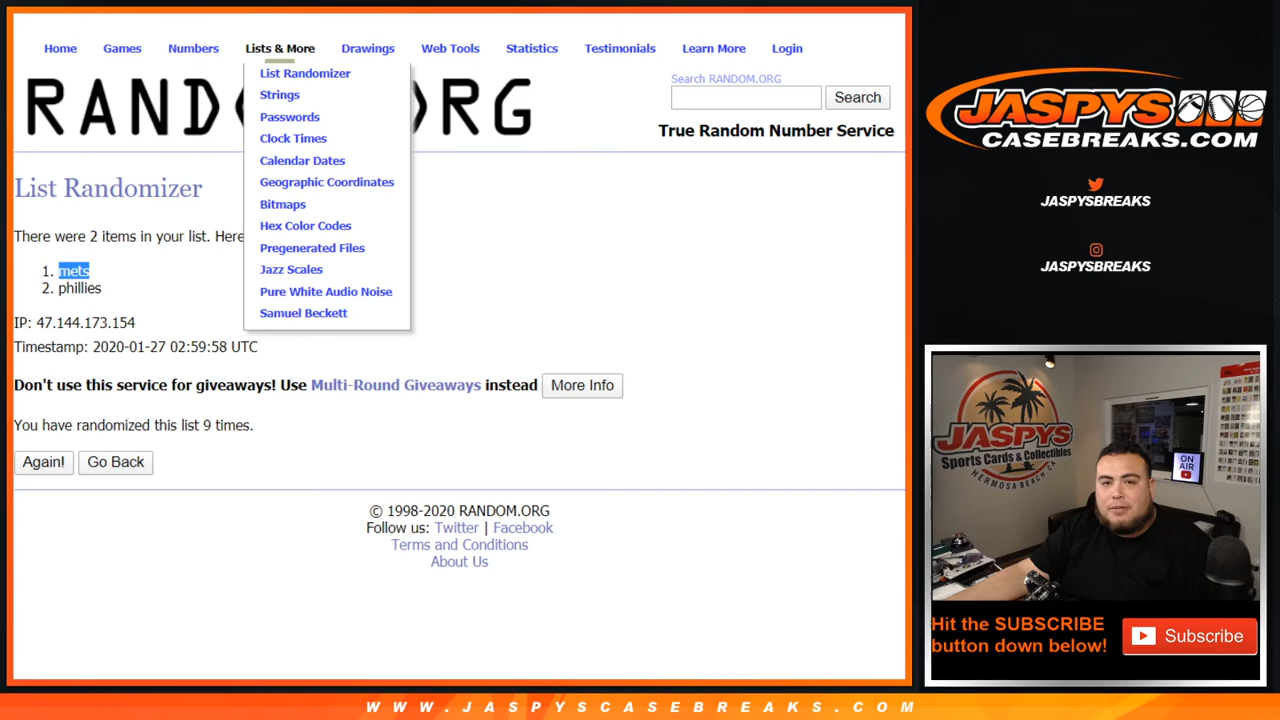 Home Games Numbers Lists & More Drawings Web Tools Statistics Testimonials Learn More Login
List Randomizer
Strings
Passwords
Clock Times
Calendar Dates
Geographic Coordinates
Bitmaps
Hex Color Codes
Pregenerated Files
Jazz Scales
Pure White Audio Noise
Samuel Beckett
RAND RG
Search RANDOM.ORG
Search
True Random Number Service
List Randomizer
There were 2 items in your list. Here
1. mets
2. phillies
IP: 47.144.173.154
Timestamp: 2020-01-27 02:59:58 UTC
Don't use this service for giveaways! Use Multi-Round Giveaways instead More Info
You have randomized this list 9 times.
Again! Go Back
© 1998-2020 RANDOM.ORG
Follow us: Twitter | Facebook
Terms and Conditions
About Us
JASPYS
CASEBREAKS.COM
JASPYSBREAKS
JASPYSBREAKS
JASPYS
Sports Cards & Collectibles
HERMOSA BEACH, CA
ON
AIR
Hit the SUBSCRIBE
button down below!
Subscribe
WWW.JASPYSCASEBREAKS.COM